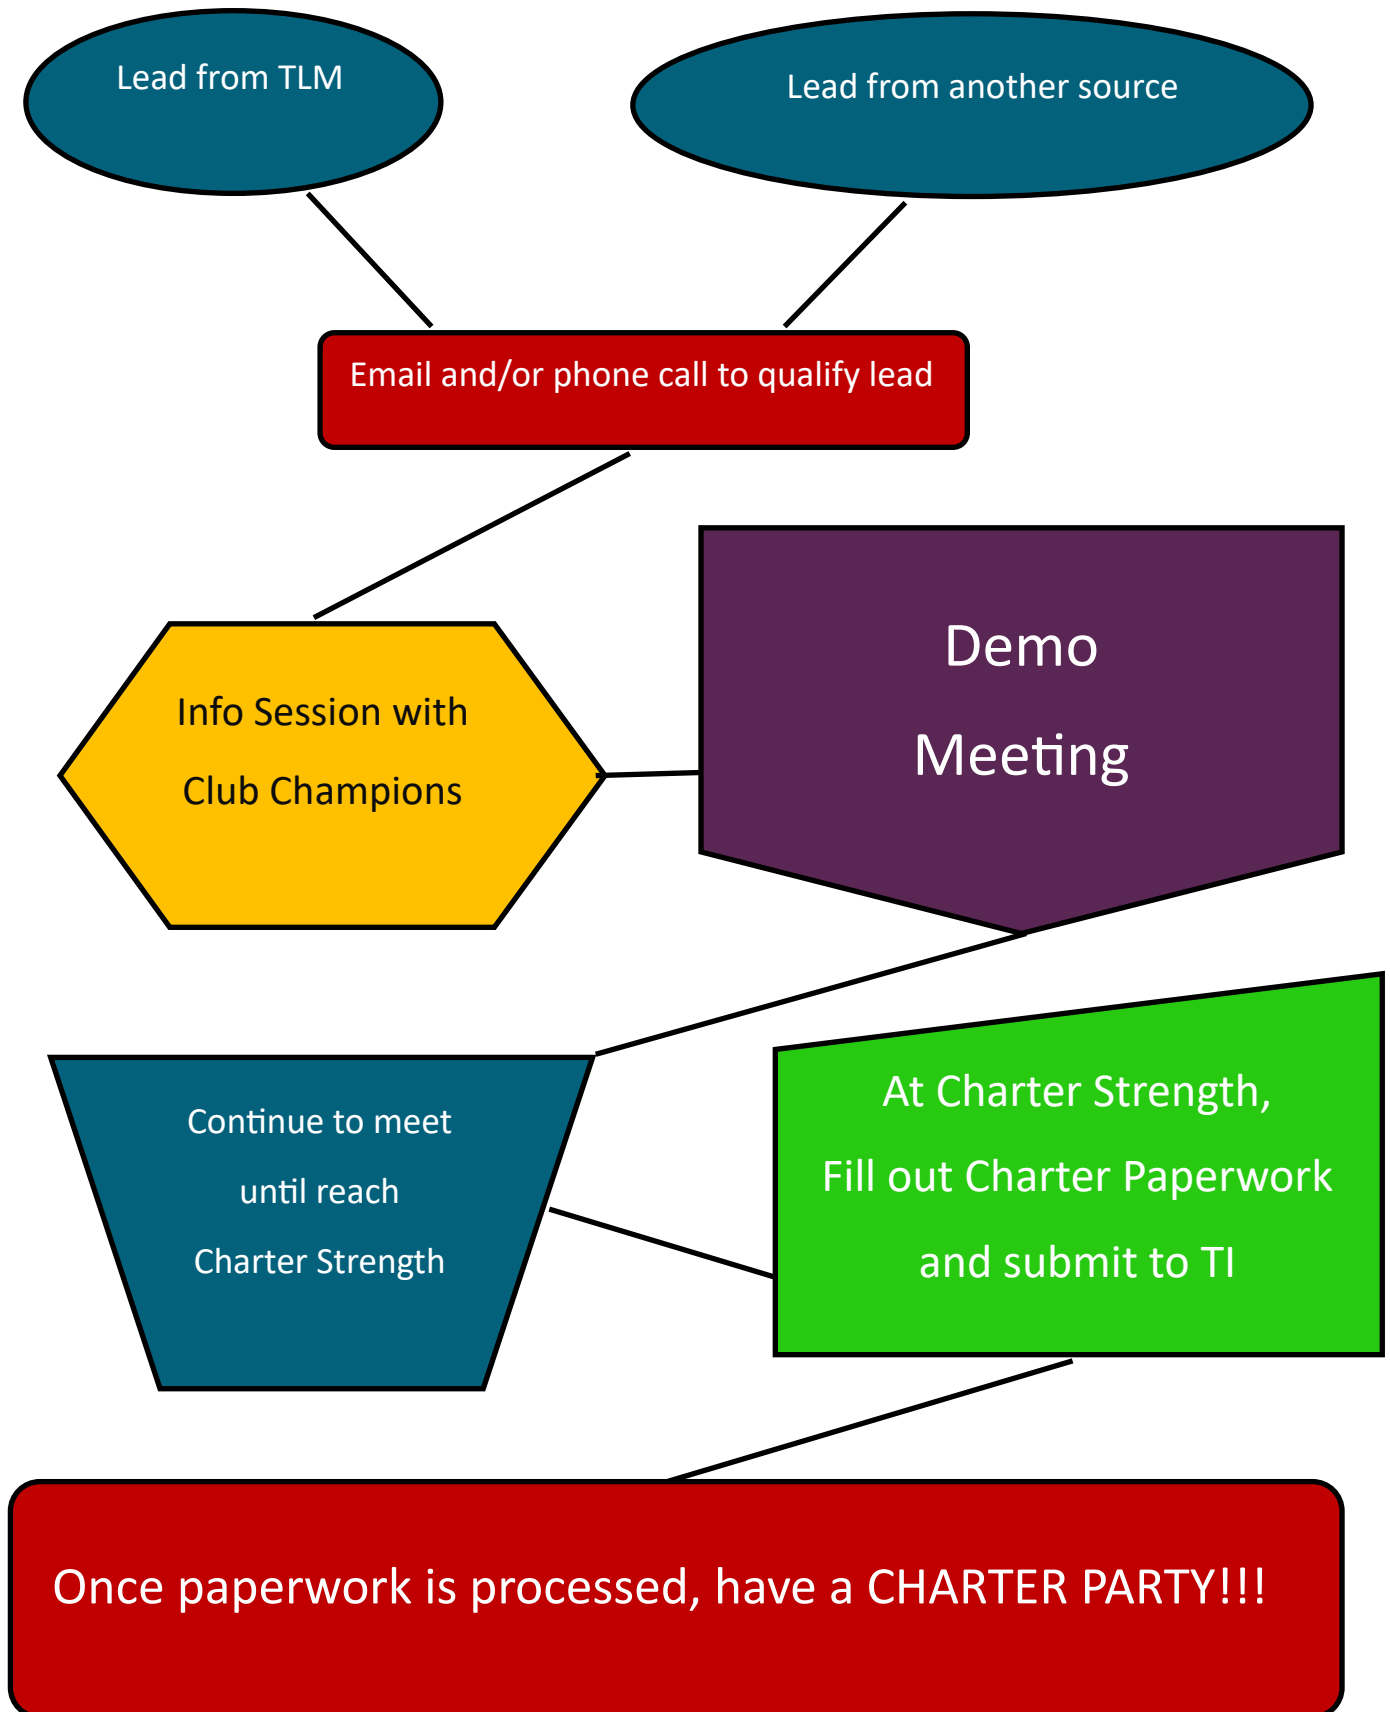 Lead from TLM
Lead from another source
Email and/or phone call to qualify lead
Demo
Meeting
Info Session with
Club Champions
Continue to meet
until reach
Charter Strength
At Charter Strength,
Fill out Charter Paperwork
and submit to TI
Once paperwork is processed, have a CHARTER PARTY!!!